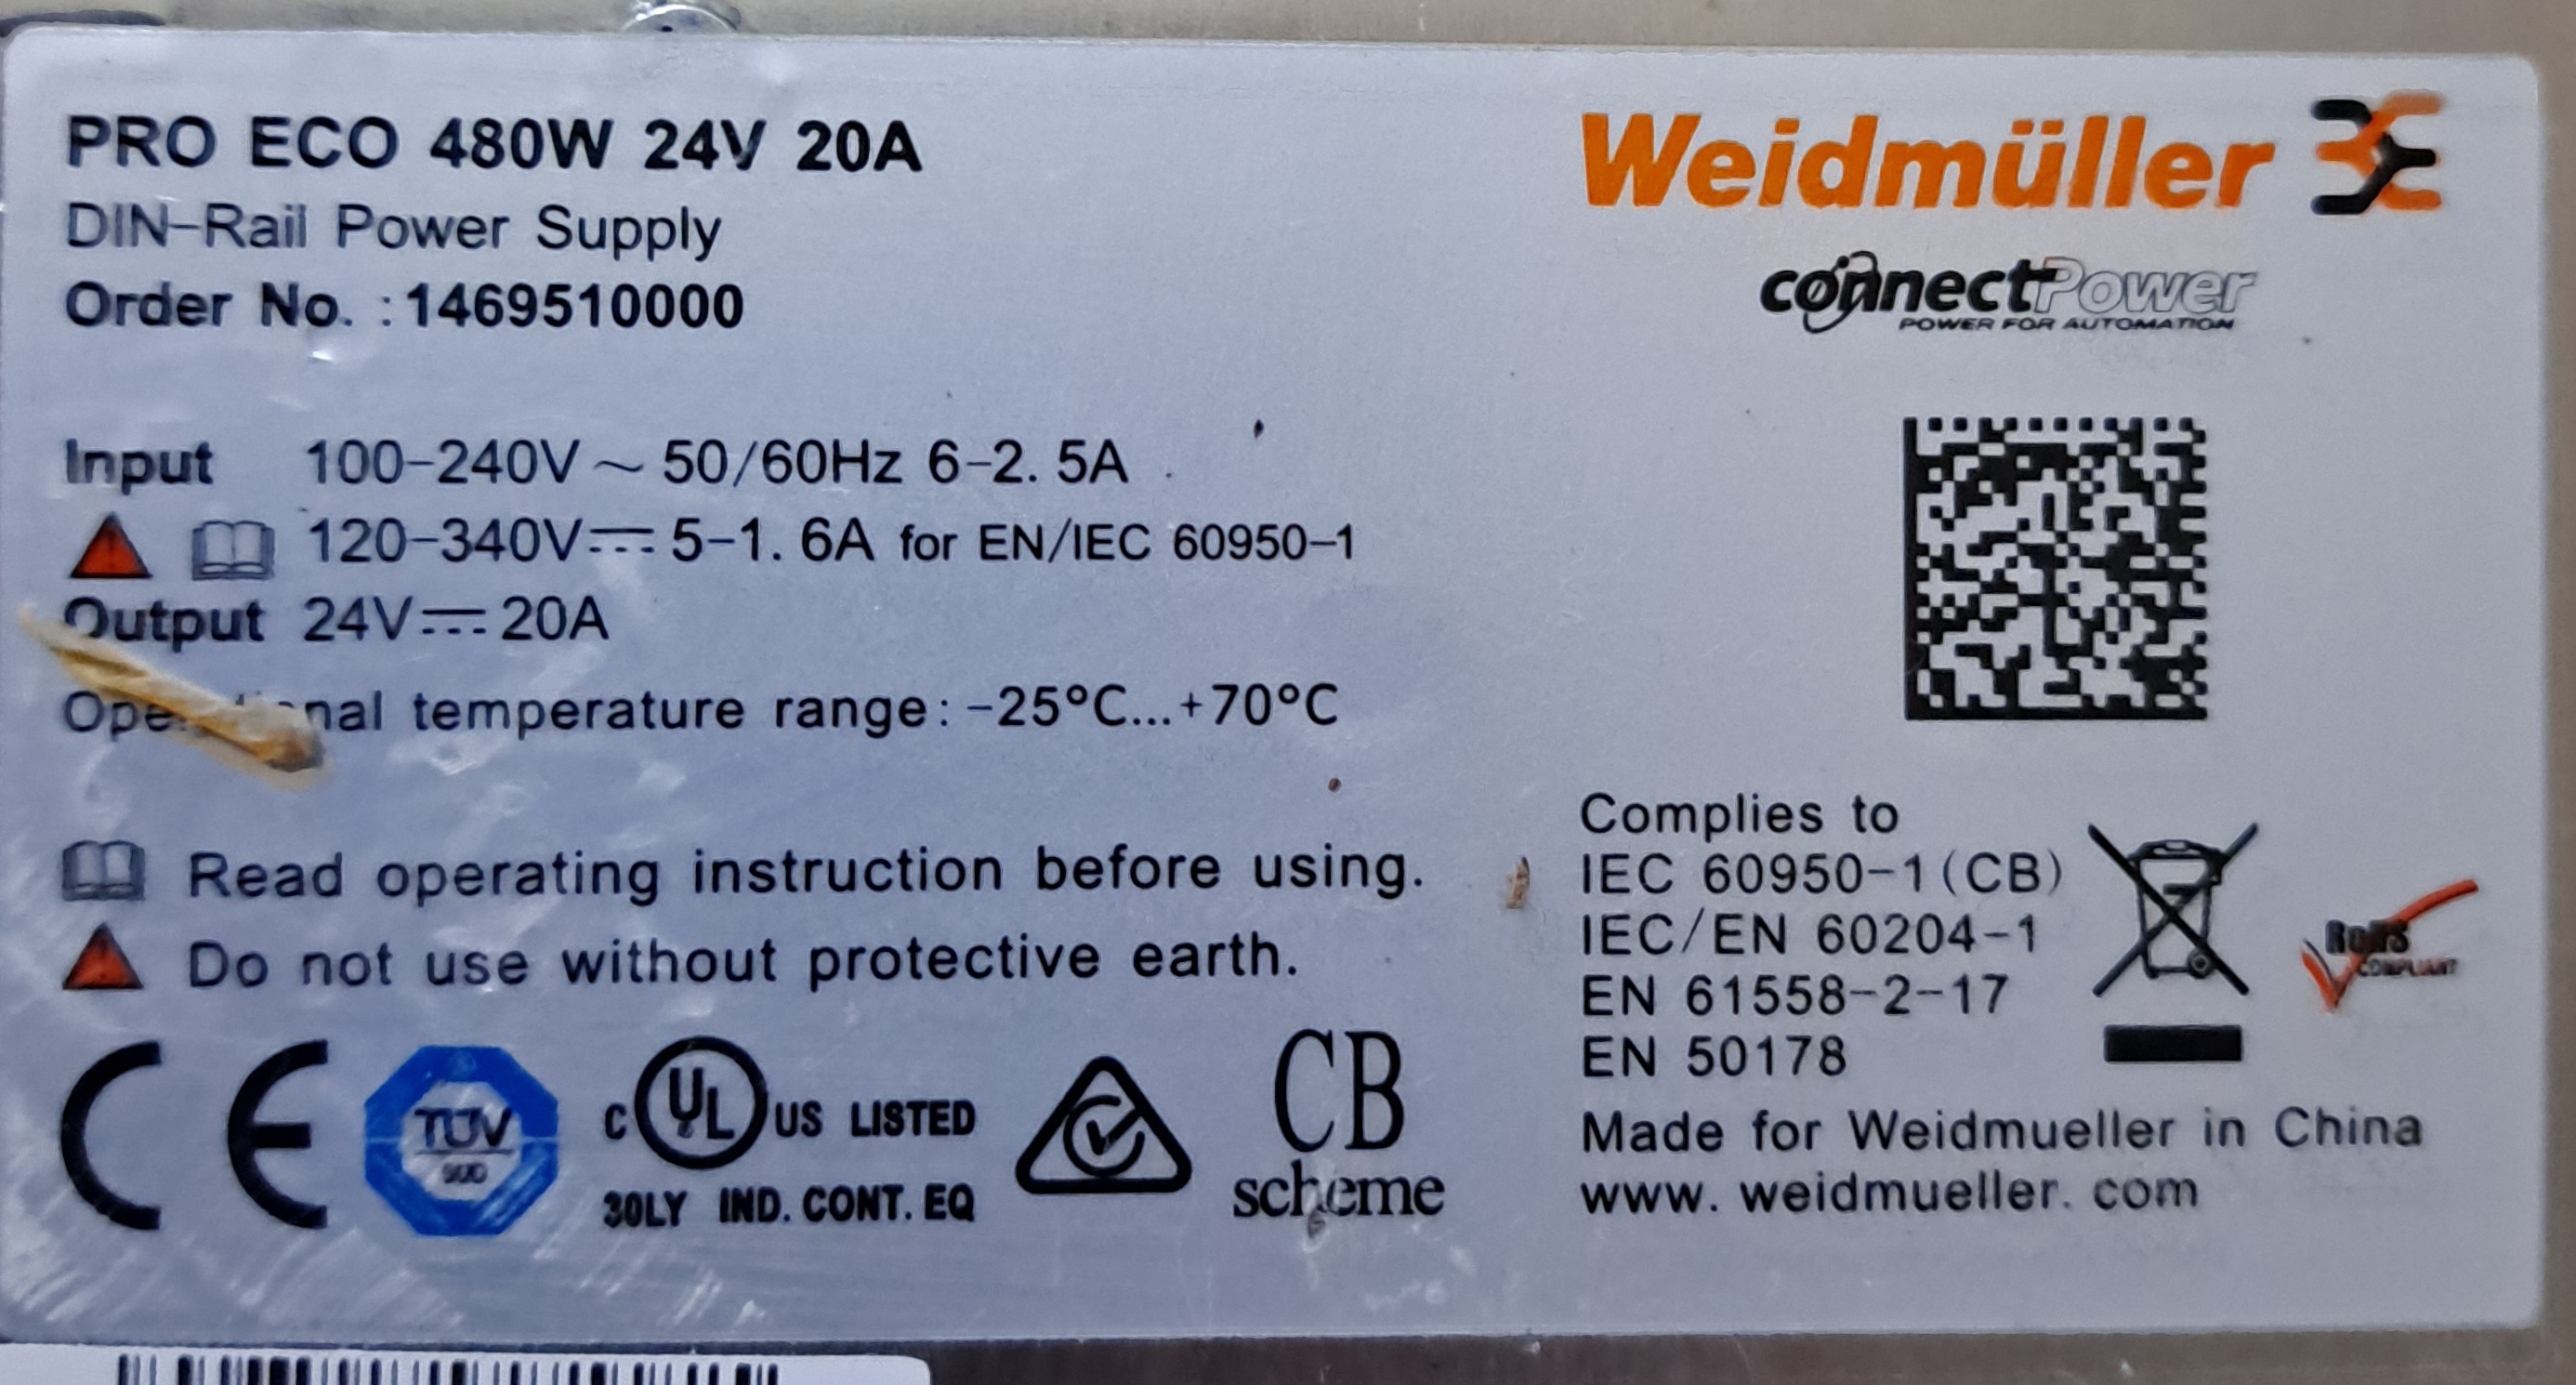 PRO ECO 480W 24V 20A
DIN-Rail Power Supply
Order No. :1469510000
Input 100-240V ~ 50/60Hz 6-2. 5A
120-340V⎓ 5-1. 6A for EN/IEC 60950-1
Output 24V⎓ 20A
temperature range: -25°C...+70°C
Read operating instruction before using.
Do not use without protective earth.
CE
TÜV
SÜD
C UL US LISTED
30LY IND. CONT. EQ
CB
scheme
Weidmüller
connectPower
POWER FOR AUTOMATION
Complies to
IEC 60950-1(CB)
IEC/EN 60204-1
EN 61558-2-17
EN 50178
RoHS
COMPLIANT
Made for Weidmueller in China
www. weidmueller. com